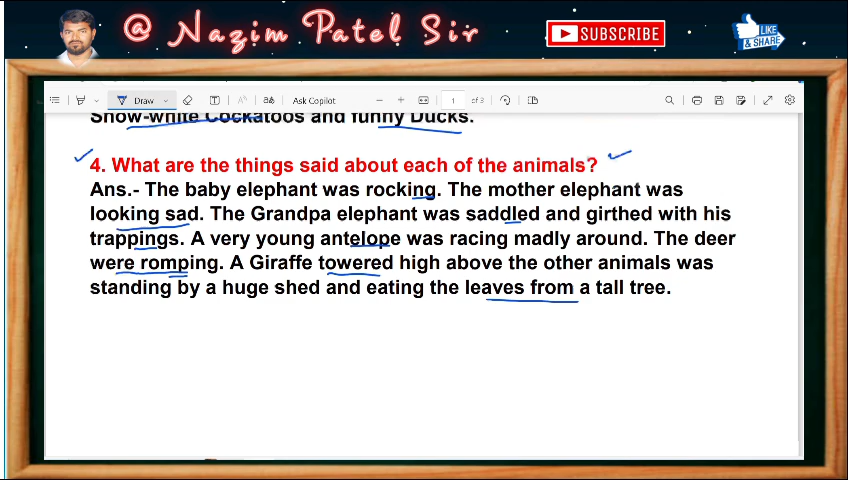 @ Nazim Patel Sir
SUBSCRIBE
LIKE
& SHARE
Draw
Ask Copilot
1
of 3
Snow-white Cockatoos and funny Ducks.
4. What are the things said about each of the animals?
Ans.- The baby elephant was rocking. The mother elephant was
looking sad. The Grandpa elephant was saddled and girthed with his
trappings. A very young antelope was racing madly around. The deer
were romping. A Giraffe towered high above the other animals was
standing by a huge shed and eating the leaves from a tall tree.